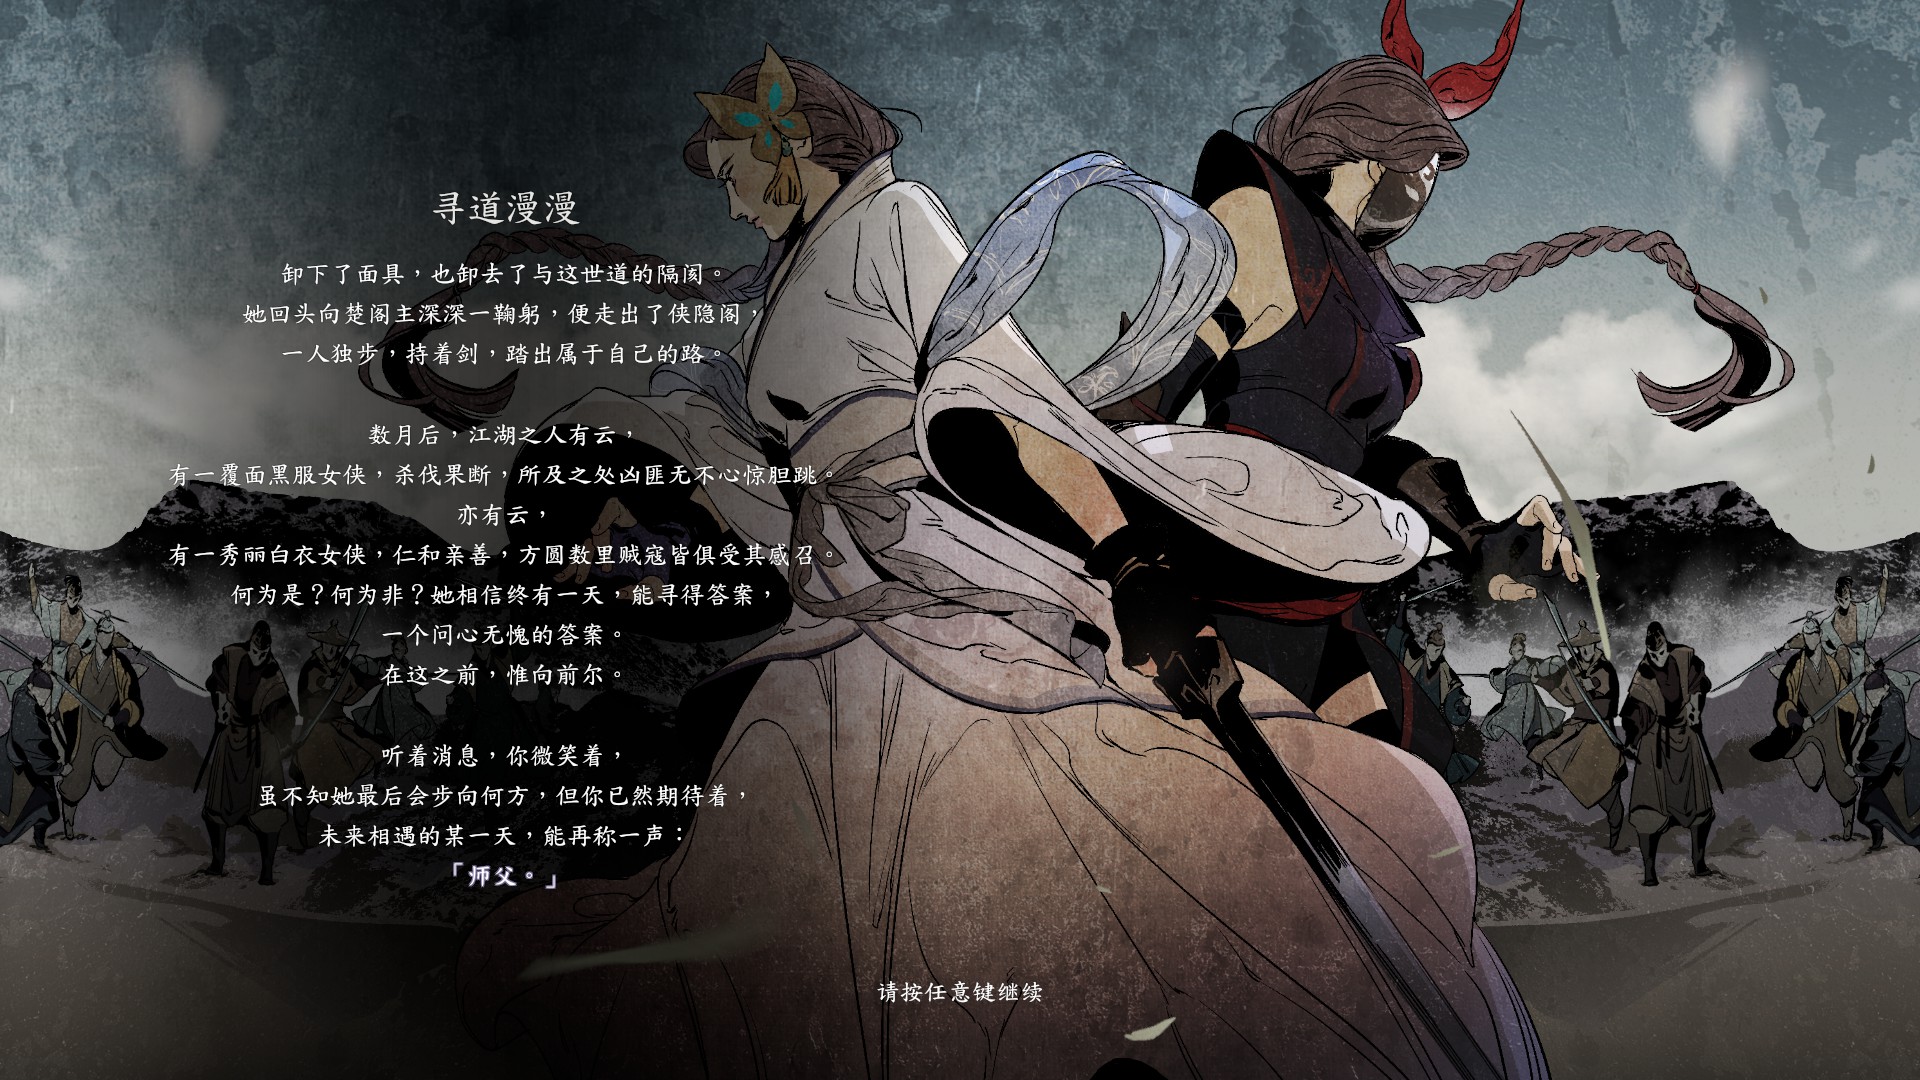 寻道漫漫
卸下了面具，也卸去了与这世道的隔阂。
她回头向楚阁主深深一鞠躬，便走出了侠隐阁，
一人独步，持着剑，踏出属于自己的路。
数月后，江湖之人有云，
有一覆面黑服女侠，杀伐果断，所及之处凶匪无不心惊胆跳。
亦有云，
有一秀丽白衣女侠，仁和亲善，方圆数里贼寇皆俱受其感召。
何为是？何为非？她相信终有一天，能寻得答案，
一个问心无愧的答案。
在这之前，惟向前尔。
听着消息，你微笑着，
虽不知她最后会步向何方，但你已然期待着，
未来相遇的某一天，能再称一声：
「师父。」
请按任意键继续